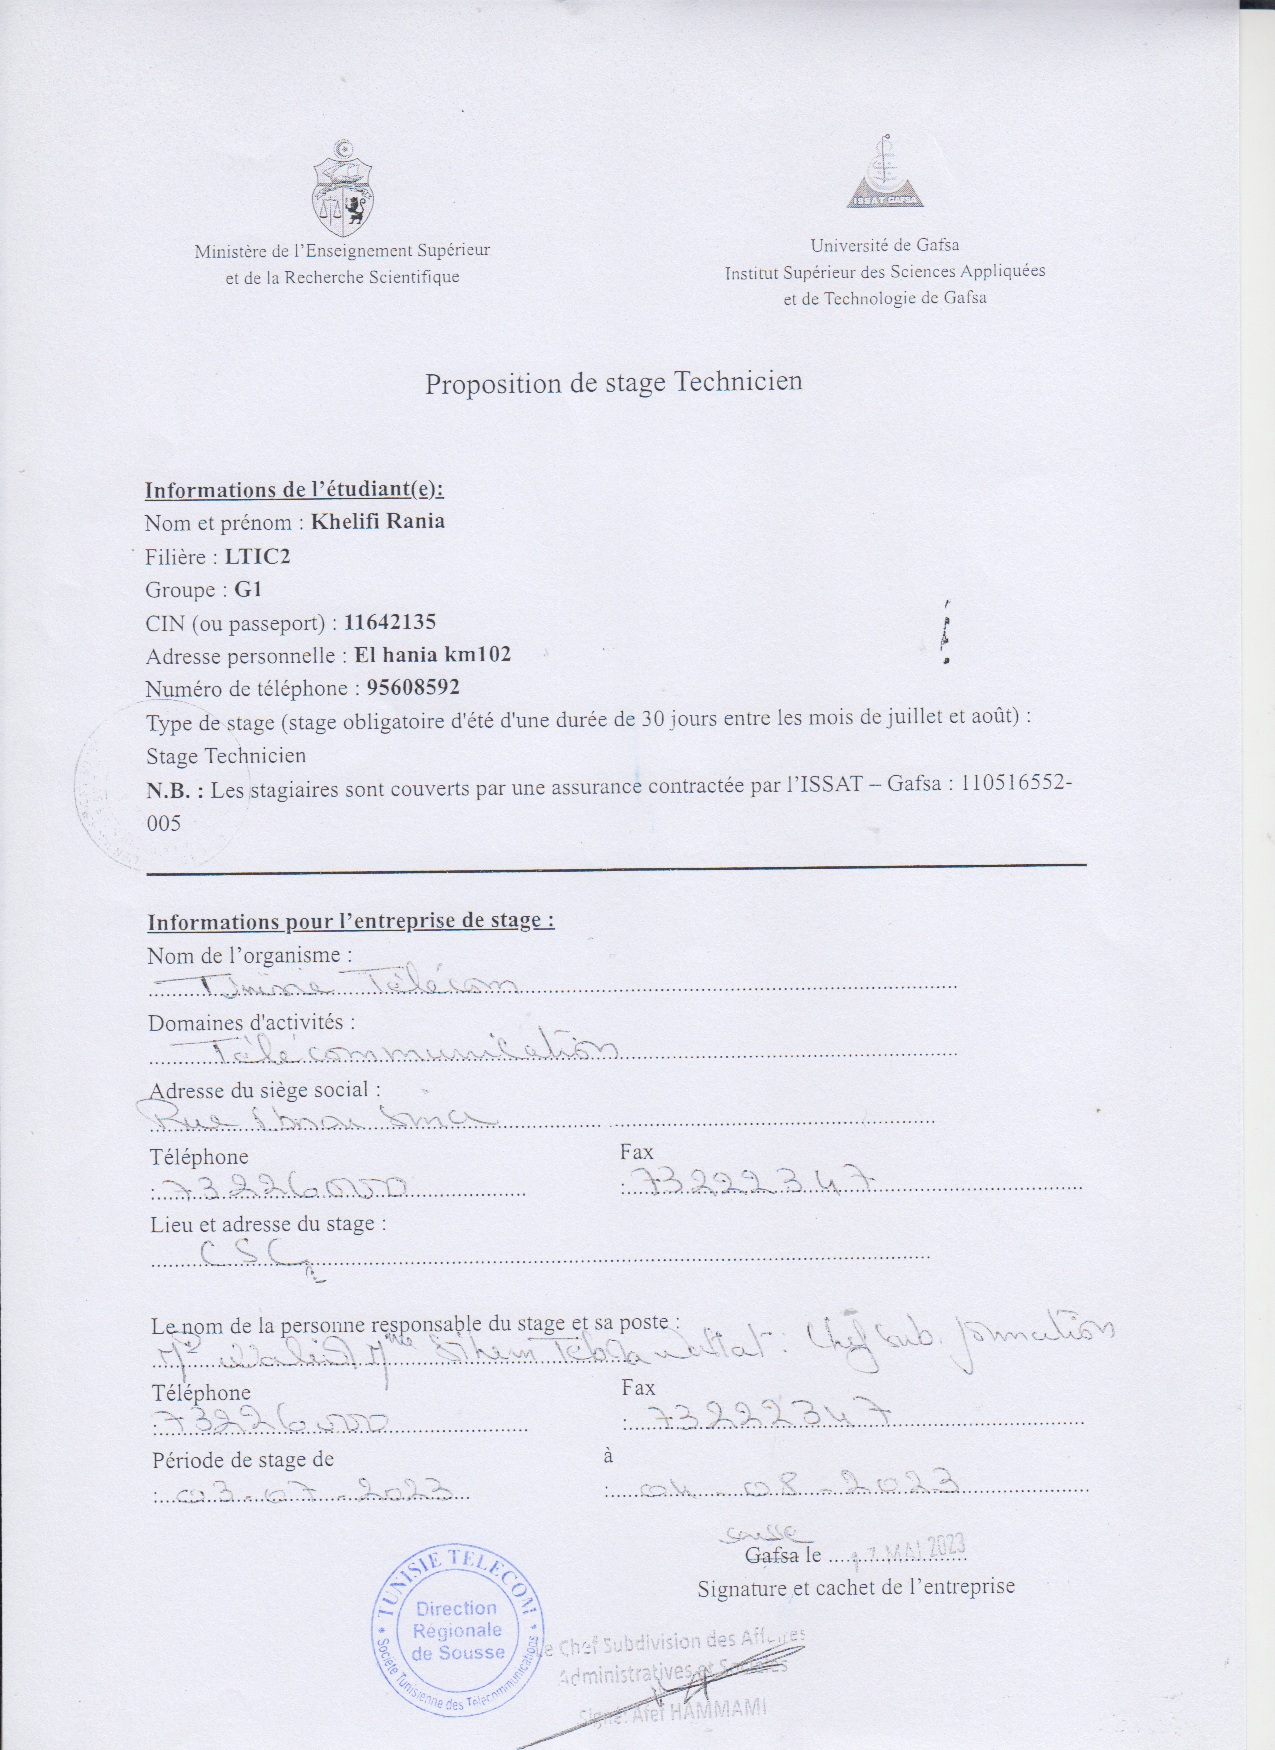 Ministère de l'Enseignement Supérieur
et de la Recherche Scientifique
ISSAT GAFSA
Université de Gafsa
Institut Supérieur des Sciences Appliquées
et de Technologie de Gafsa
Proposition de stage Technicien
Informations de l'étudiant(e):
Nom et prénom : Khelifi Rania
Filière : LTIC2
Groupe : G1
CIN (ou passeport) : 11642135
Adresse personnelle : El hania km102
Numéro de téléphone : 95608592
Type de stage (stage obligatoire d'été d'une durée de 30 jours entre les mois de juillet et août) :
Stage Technicien
N.B. : Les stagiaires sont couverts par une assurance contractée par l'ISSAT – Gafsa : 110516552-
005
Informations pour l'entreprise de stage :
Nom de l'organisme :
Tunisie Télécom
Domaines d'activités :
Télécommunication
Adresse du siège social :
Rue Sina
Téléphone
: 73226000
Fax
: 73222347
Lieu et adresse du stage :
CSC
Le nom de la personne responsable du stage et sa poste :
Mme Sihem : Chef Sub. formation
Téléphone
: 73226000
Fax
: 73222347
Période de stage de
: 03-07-2023
à
: 04-08-2023
Sousse
Gafsa le 17 MAI 2023
Signature et cachet de l'entreprise
TUNISIE TELECOM
Direction
Régionale
de Sousse
Société Tunisienne des Télécommunications
Le Chef Subdivision des Affaires
Administratives et Sociales
Signé: Afef HAMMAMI